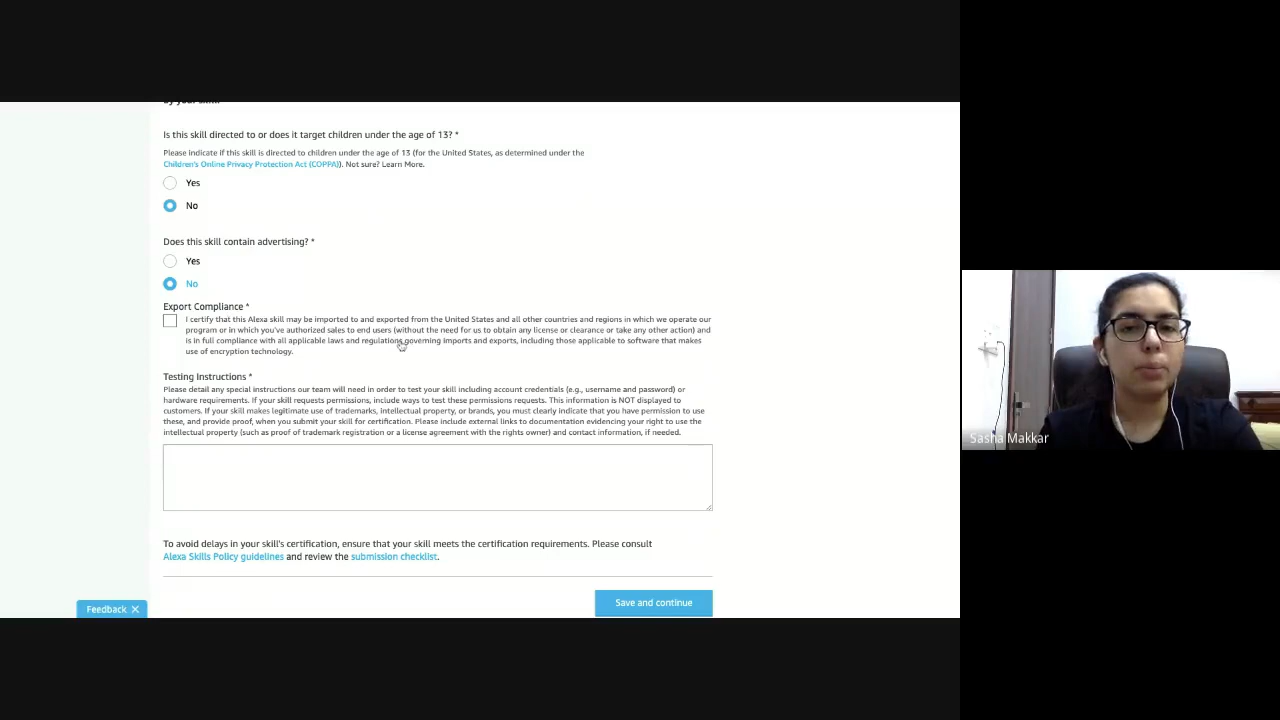 by your skill.
Is this skill directed to or does it target children under the age of 13? *
Please indicate if this skill is directed to children under the age of 13 (for the United States, as determined under the
Children's Online Privacy Protection Act (COPPA)). Not sure? Learn More.
Yes
No
Does this skill contain advertising? *
Yes
No
Export Compliance *
I certify that this Alexa skill may be imported to and exported from the United States and all other countries and regions in which we operate our
program or in which you've authorized sales to end users (without the need for us to obtain any license or clearance or take any other action) and
is in full compliance with all applicable laws and regulations governing imports and exports, including those applicable to software that makes
use of encryption technology.
Testing Instructions *
Please detail any special instructions our team will need in order to test your skill including account credentials (e.g., username and password) or
hardware requirements. If your skill requests permissions, include ways to test these permissions requests. This information is NOT displayed to
customers. If your skill makes legitimate use of trademarks, intellectual property, or brands, you must clearly indicate that you have permission to use
these, and provide proof, when you submit your skill for certification. Please include external links to documentation evidencing your right to use the
intellectual property (such as proof of trademark registration or a license agreement with the rights owner) and contact information, if needed.
To avoid delays in your skill's certification, ensure that your skill meets the certification requirements. Please consult
Alexa Skills Policy guidelines and review the submission checklist.
Save and continue
Feedback
Sasha Makkar